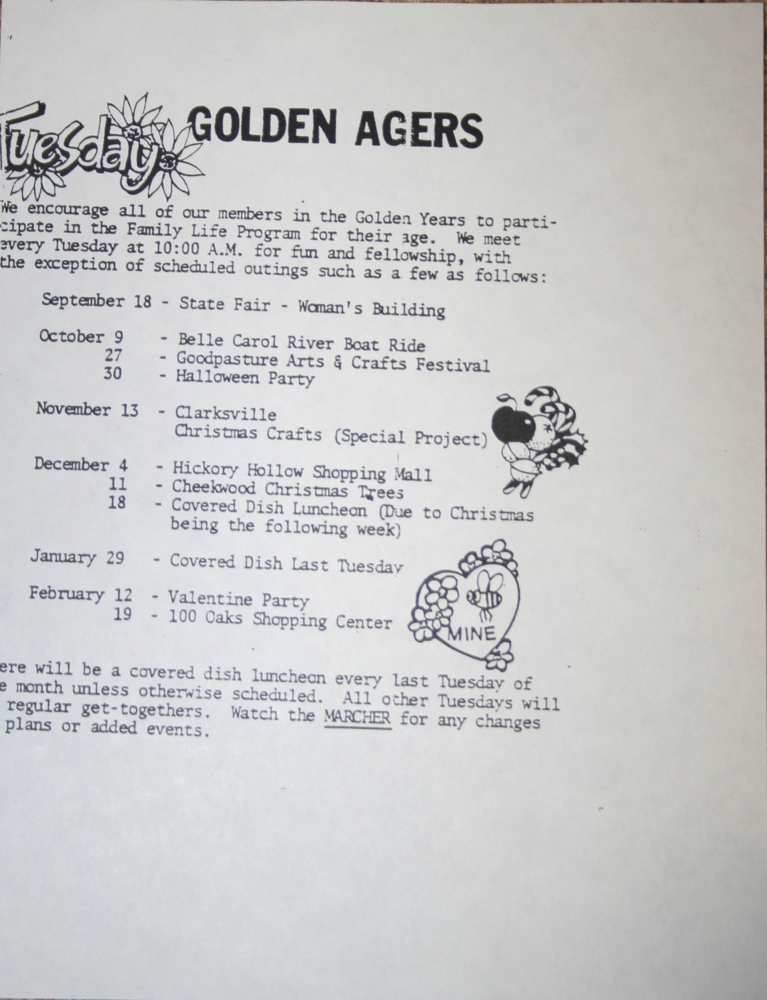 Tuesday GOLDEN AGERS
We encourage all of our members in the Golden Years to parti-
cipate in the Family Life Program for their age. We meet
every Tuesday at 10:00 A.M. for fun and fellowship, with
the exception of scheduled outings such as a few as follows:
September 18 - State Fair - Woman's Building
October 9 - Belle Carol River Boat Ride
27 - Goodpasture Arts & Crafts Festival
30 - Halloween Party
November 13 - Clarksville
Christmas Crafts (Special Project)
December 4 - Hickory Hollow Shopping Mall
11 - Cheekwood Christmas Trees
18 - Covered Dish Luncheon (Due to Christmas
being the following week)
January 29 - Covered Dish Last Tuesday
February 12 - Valentine Party
19 - 100 Oaks Shopping Center
MINE
ere will be a covered dish luncheon every last Tuesday of
e month unless otherwise scheduled. All other Tuesdays will
regular get-togethers. Watch the MARCHER for any changes
plans or added events.